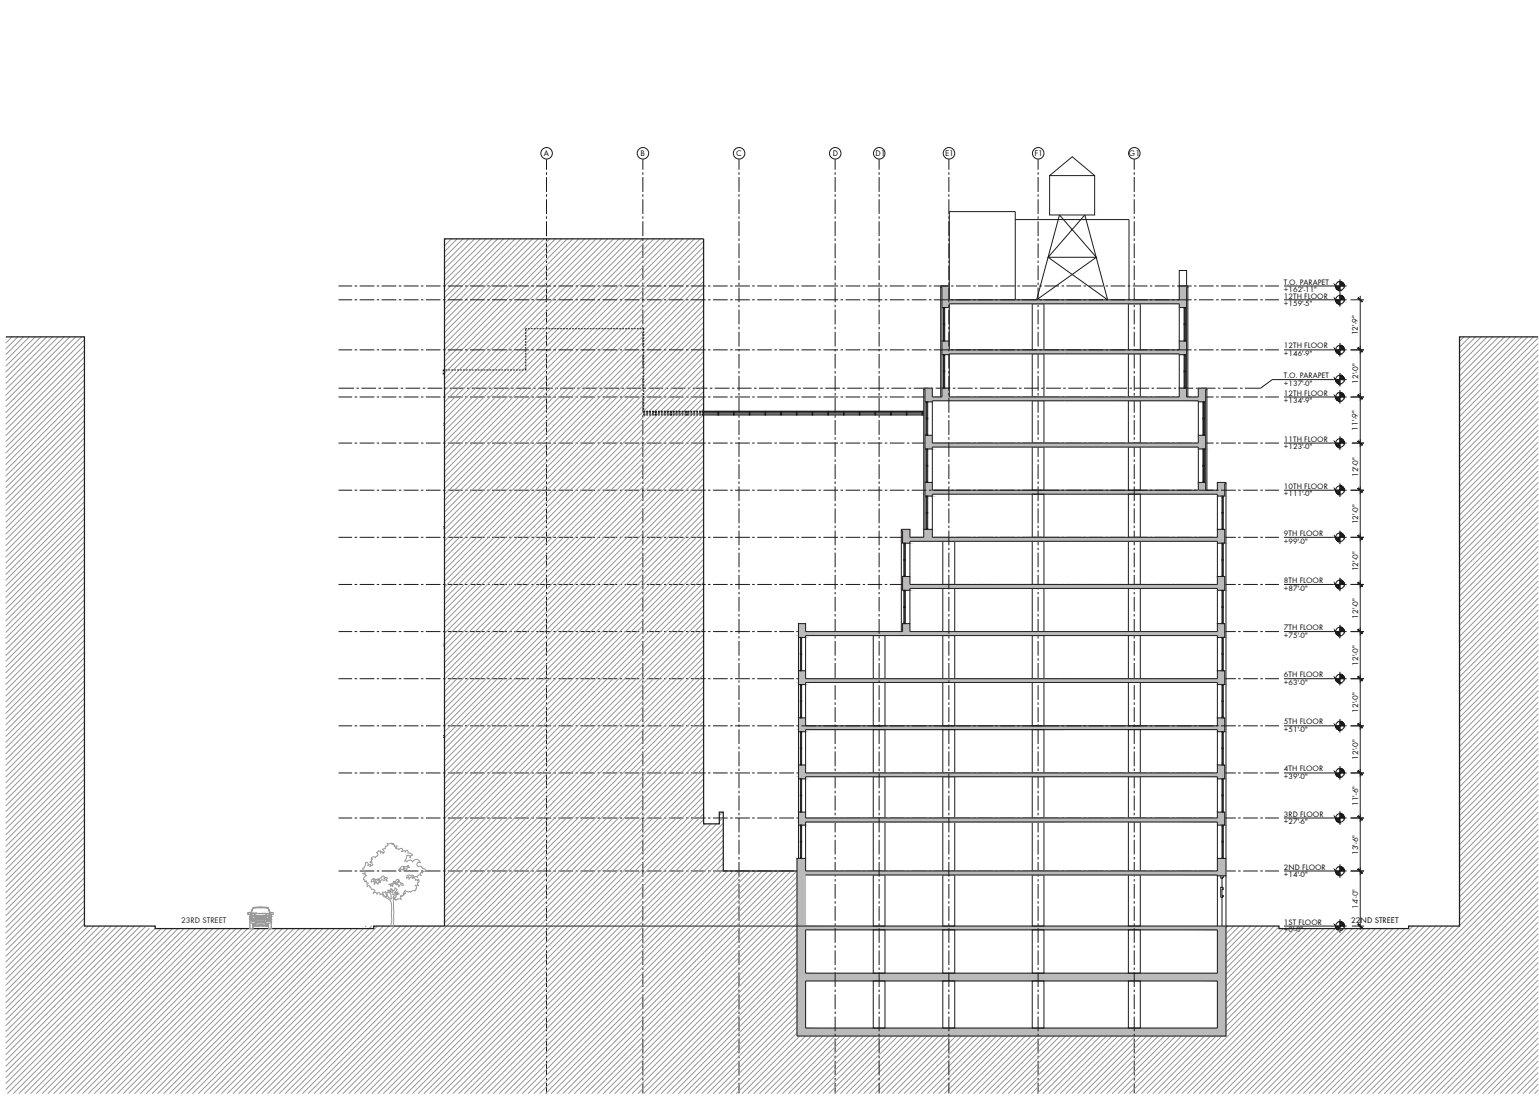 A B C D D1 E1 F1 G1
T.O. PARAPET
+162'-11"
12TH FLOOR
+159'-5"
12'-9"
12TH FLOOR
+146'-9"
12'-0"
T.O. PARAPET
+137'-0"
12TH FLOOR
+134'-9"
11'-9"
11TH FLOOR
+123'-0"
12'-0"
10TH FLOOR
+111'-0"
12'-0"
9TH FLOOR
+99'-0"
12'-0"
8TH FLOOR
+87'-0"
12'-0"
7TH FLOOR
+75'-0"
12'-0"
6TH FLOOR
+63'-0"
12'-0"
5TH FLOOR
+51'-0"
12'-0"
4TH FLOOR
+39'-0"
11'-6"
3RD FLOOR
+27'-6"
13'-6"
2ND FLOOR
+14'-0"
14'-0"
23RD STREET
1ST FLOOR
22ND STREET